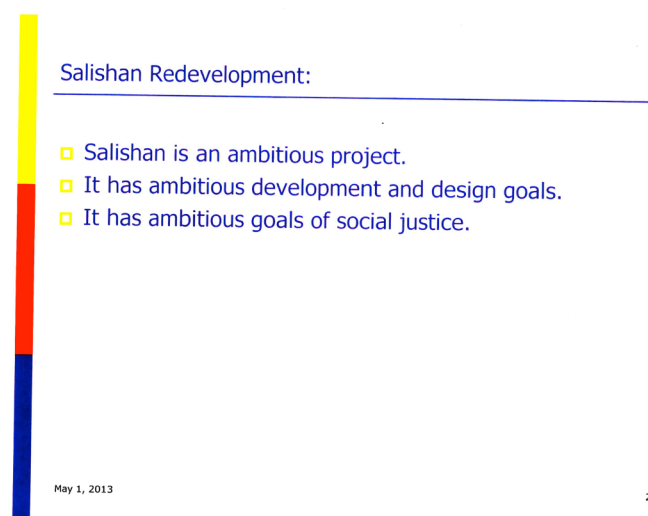 Salishan Redevelopment:
Salishan is an ambitious project.
It has ambitious development and design goals.
It has ambitious goals of social justice.
May 1, 2013